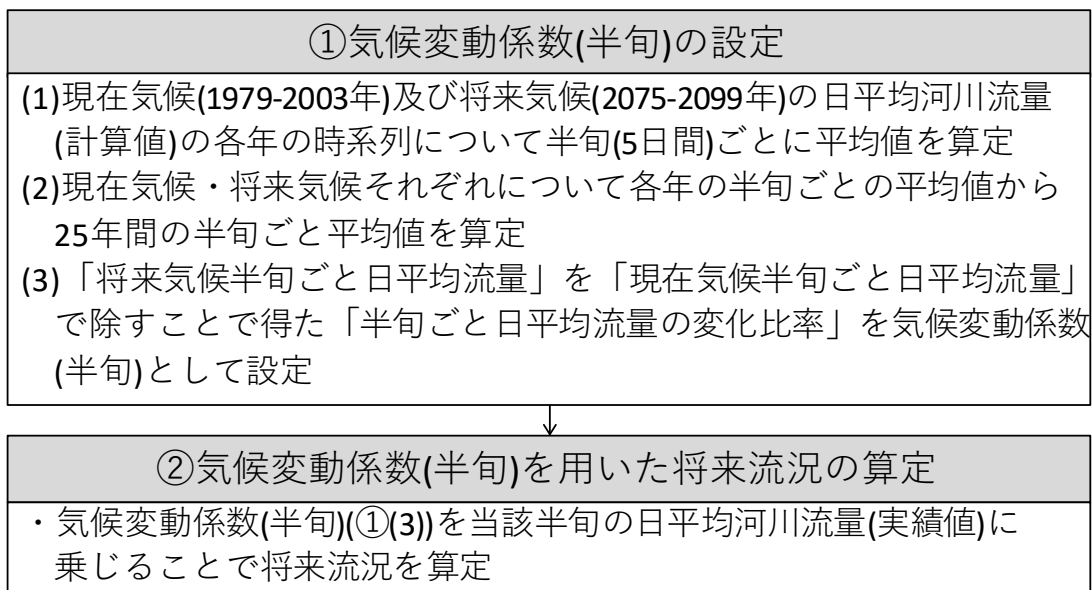 ①気候変動係数(半旬)の設定
(1)現在気候(1979-2003年)及び将来気候(2075-2099年)の日平均河川流量
(計算値)の各年の時系列について半旬(5日間)ごとに平均値を算定
(2)現在気候・将来気候それぞれについて各年の半旬ごとの平均値から
25年間の半旬ごと平均値を算定
(3)「将来気候半旬ごと日平均流量」を「現在気候半旬ごと日平均流量」
で除すことで得た「半旬ごと日平均流量の変化比率」を気候変動係数
(半旬)として設定
②気候変動係数(半旬)を用いた将来流況の算定
・気候変動係数(半旬)(①(3))を当該半旬の日平均河川流量(実績値)に
乗じることで将来流況を算定